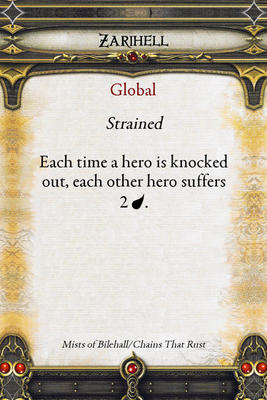 Zarihell
Global
Strained
Each time a hero is knocked
out, each other hero suffers
2 .
Mists of Bilehall/Chains That Rust